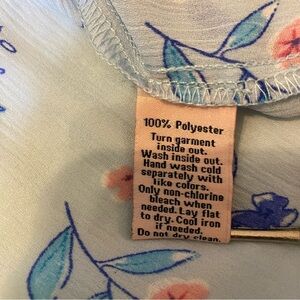 100% Polyester
Turn garment
inside out.
Wash inside out.
Hand wash cold
separately with
like colors.
Only non-chlorine
bleach when
needed. Lay flat
to dry. Cool iron
if needed.
Do not dry clean.